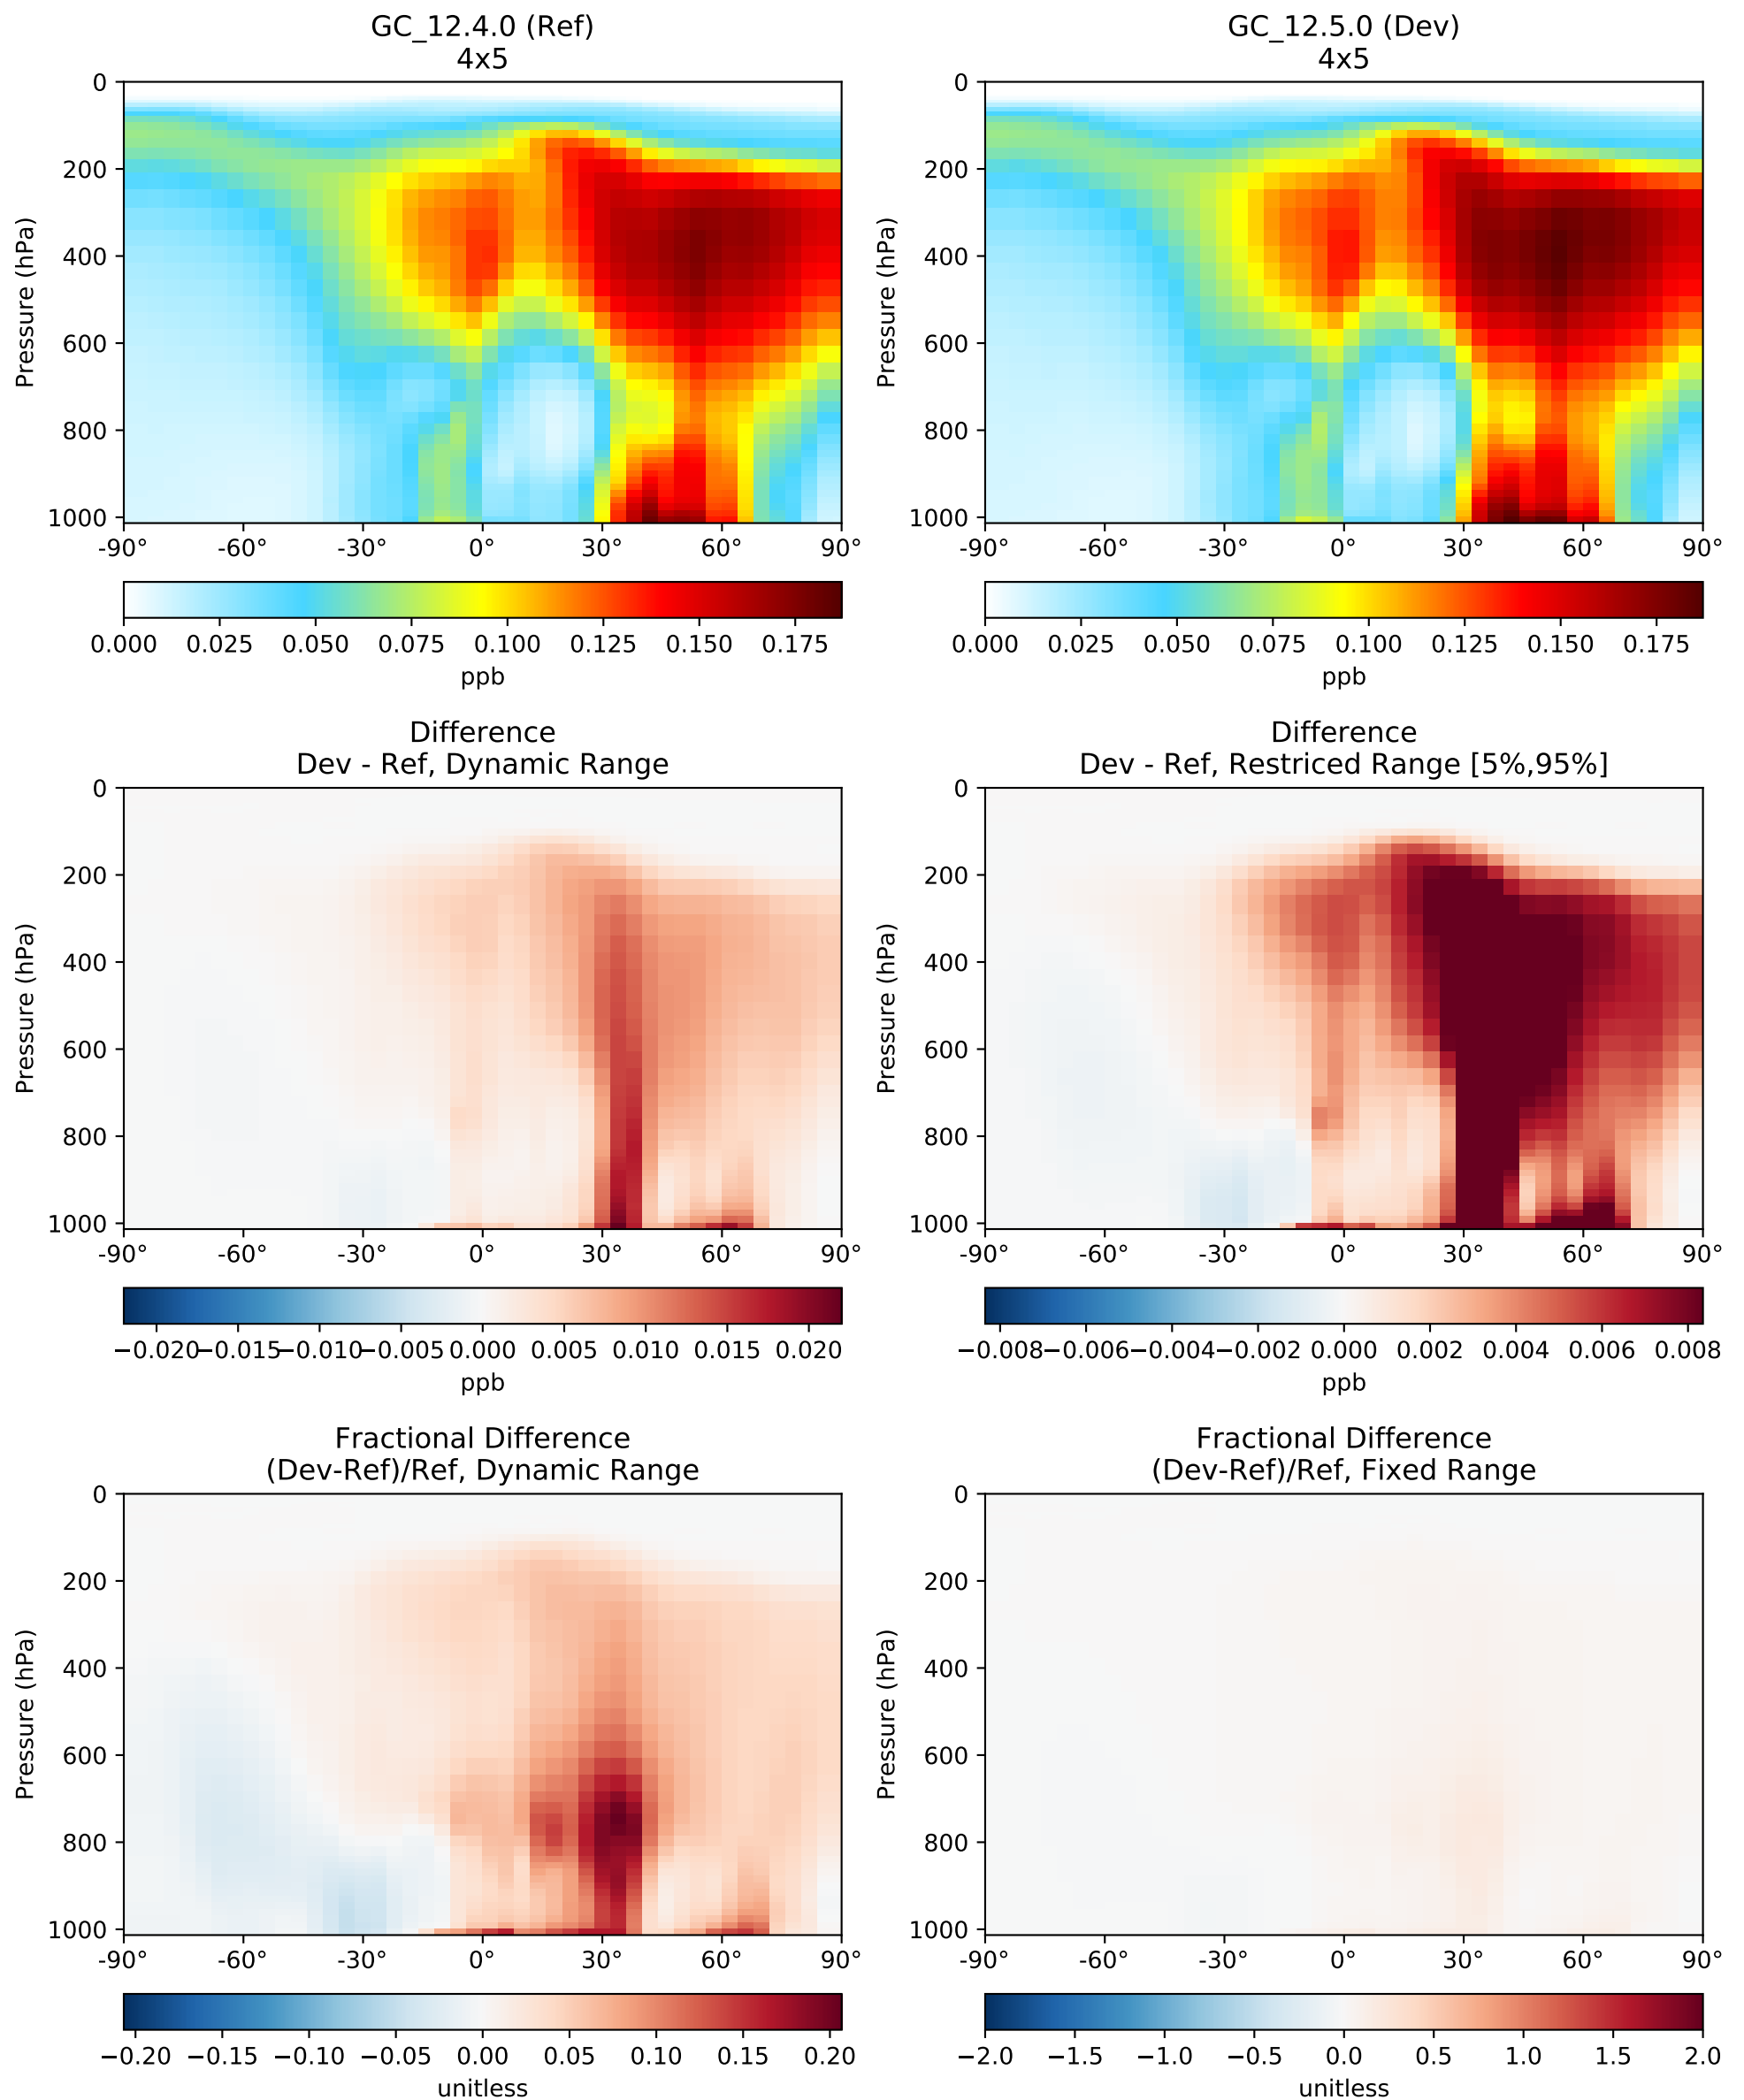 GC_12.4.0 (Ref)
4x5
0
200
400
600
800
1000
Pressure (hPa)
-90° -60° -30° 0° 30° 60° 90°
0.000 0.025 0.050 0.075 0.100 0.125 0.150 0.175
ppb
GC_12.5.0 (Dev)
4x5
0
200
400
600
800
1000
Pressure (hPa)
-90° -60° -30° 0° 30° 60° 90°
0.000 0.025 0.050 0.075 0.100 0.125 0.150 0.175
ppb
Difference
Dev - Ref, Dynamic Range
0
200
400
600
800
1000
Pressure (hPa)
-90° -60° -30° 0° 30° 60° 90°
−0.020 −0.015 −0.010 −0.005 0.000 0.005 0.010 0.015 0.020
ppb
Difference
Dev - Ref, Restriced Range [5%,95%]
0
200
400
600
800
1000
Pressure (hPa)
-90° -60° -30° 0° 30° 60° 90°
−0.008 −0.006 −0.004 −0.002 0.000 0.002 0.004 0.006 0.008
ppb
Fractional Difference
(Dev-Ref)/Ref, Dynamic Range
0
200
400
600
800
1000
Pressure (hPa)
-90° -60° -30° 0° 30° 60° 90°
−0.20 −0.15 −0.10 −0.05 0.00 0.05 0.10 0.15 0.20
unitless
Fractional Difference
(Dev-Ref)/Ref, Fixed Range
0
200
400
600
800
1000
Pressure (hPa)
-90° -60° -30° 0° 30° 60° 90°
−2.0 −1.5 −1.0 −0.5 0.0 0.5 1.0 1.5 2.0
unitless